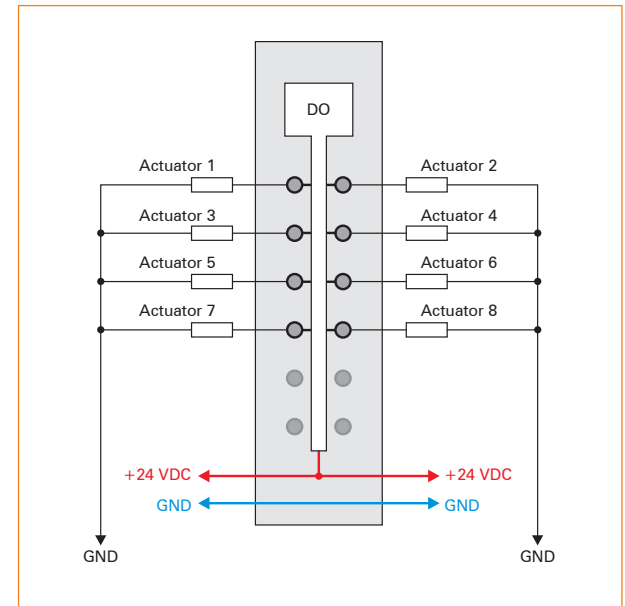 DO
Actuator 1
Actuator 2
Actuator 3
Actuator 4
Actuator 5
Actuator 6
Actuator 7
Actuator 8
+24 VDC
+24 VDC
GND
GND
GND
GND